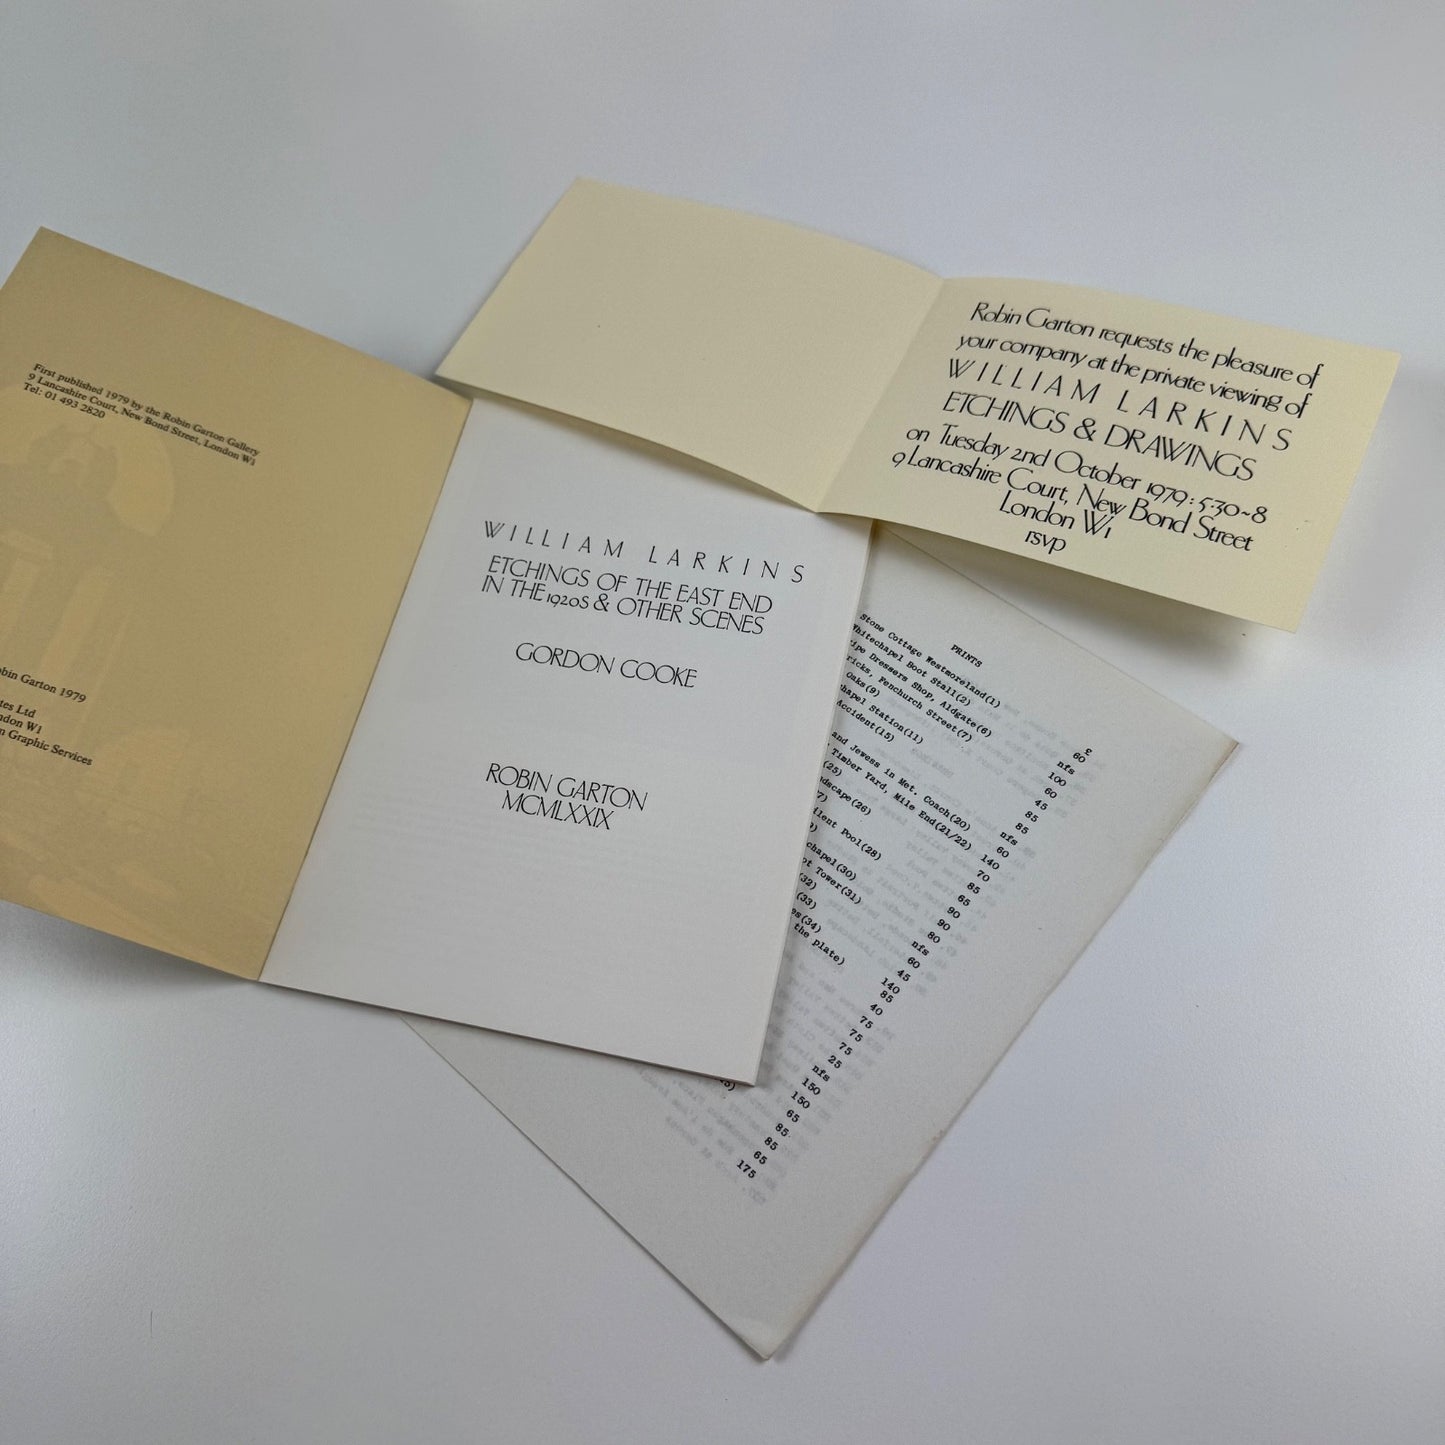 First published 1979 by the Robin Garton Gallery
9 Lancashire Court, New Bond Street, London W1
Tel: 01 493 2820
Robin Garton 1979
Ltd
London W1
Graphic Services
WILLIAM LARKINS
ETCHINGS OF THE EAST END
IN THE 1920S & OTHER SCENES
GORDON COOKE
ROBIN GARTON
MCMLXXIX
Robin Garton requests the pleasure of
your company at the private viewing of
WILLIAM LARKINS
ETCHINGS & DRAWINGS
on Tuesday 2nd October 1979: 5.30~8
9 Lancashire Court, New Bond Street
London W1
rsvp
PRINTS
£
Stone Cottage Westmoreland(1)
Whitechapel Boot Stall(2)
Dressers Shop, Aldgate(6)
Fenchurch Street(7)
Oaks(9)
Station(11)
Accident(15)
and Jewess in Met. Coach(20)
Timber Yard, Mile End(21/22)
(25)
(26)
Pool(28)
(30)
Tower(31)
(32)
(33)
(34)
the plate)
60
nfs
100
60
45
85
85
nfs
60
140
70
85
65
90
90
80
nfs
60
45
140
85
40
75
75
75
25
nfs
150
150
65
85
85
65
175